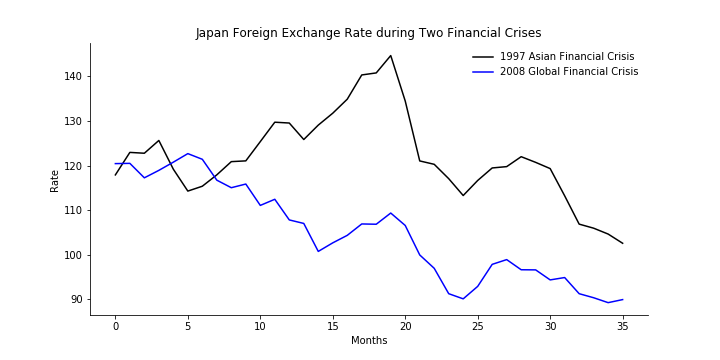 Japan Foreign Exchange Rate during Two Financial Crises
1997 Asian Financial Crisis
2008 Global Financial Crisis
140
130
120
110
100
90
Rate
0 5 10 15 20 25 30 35
Months